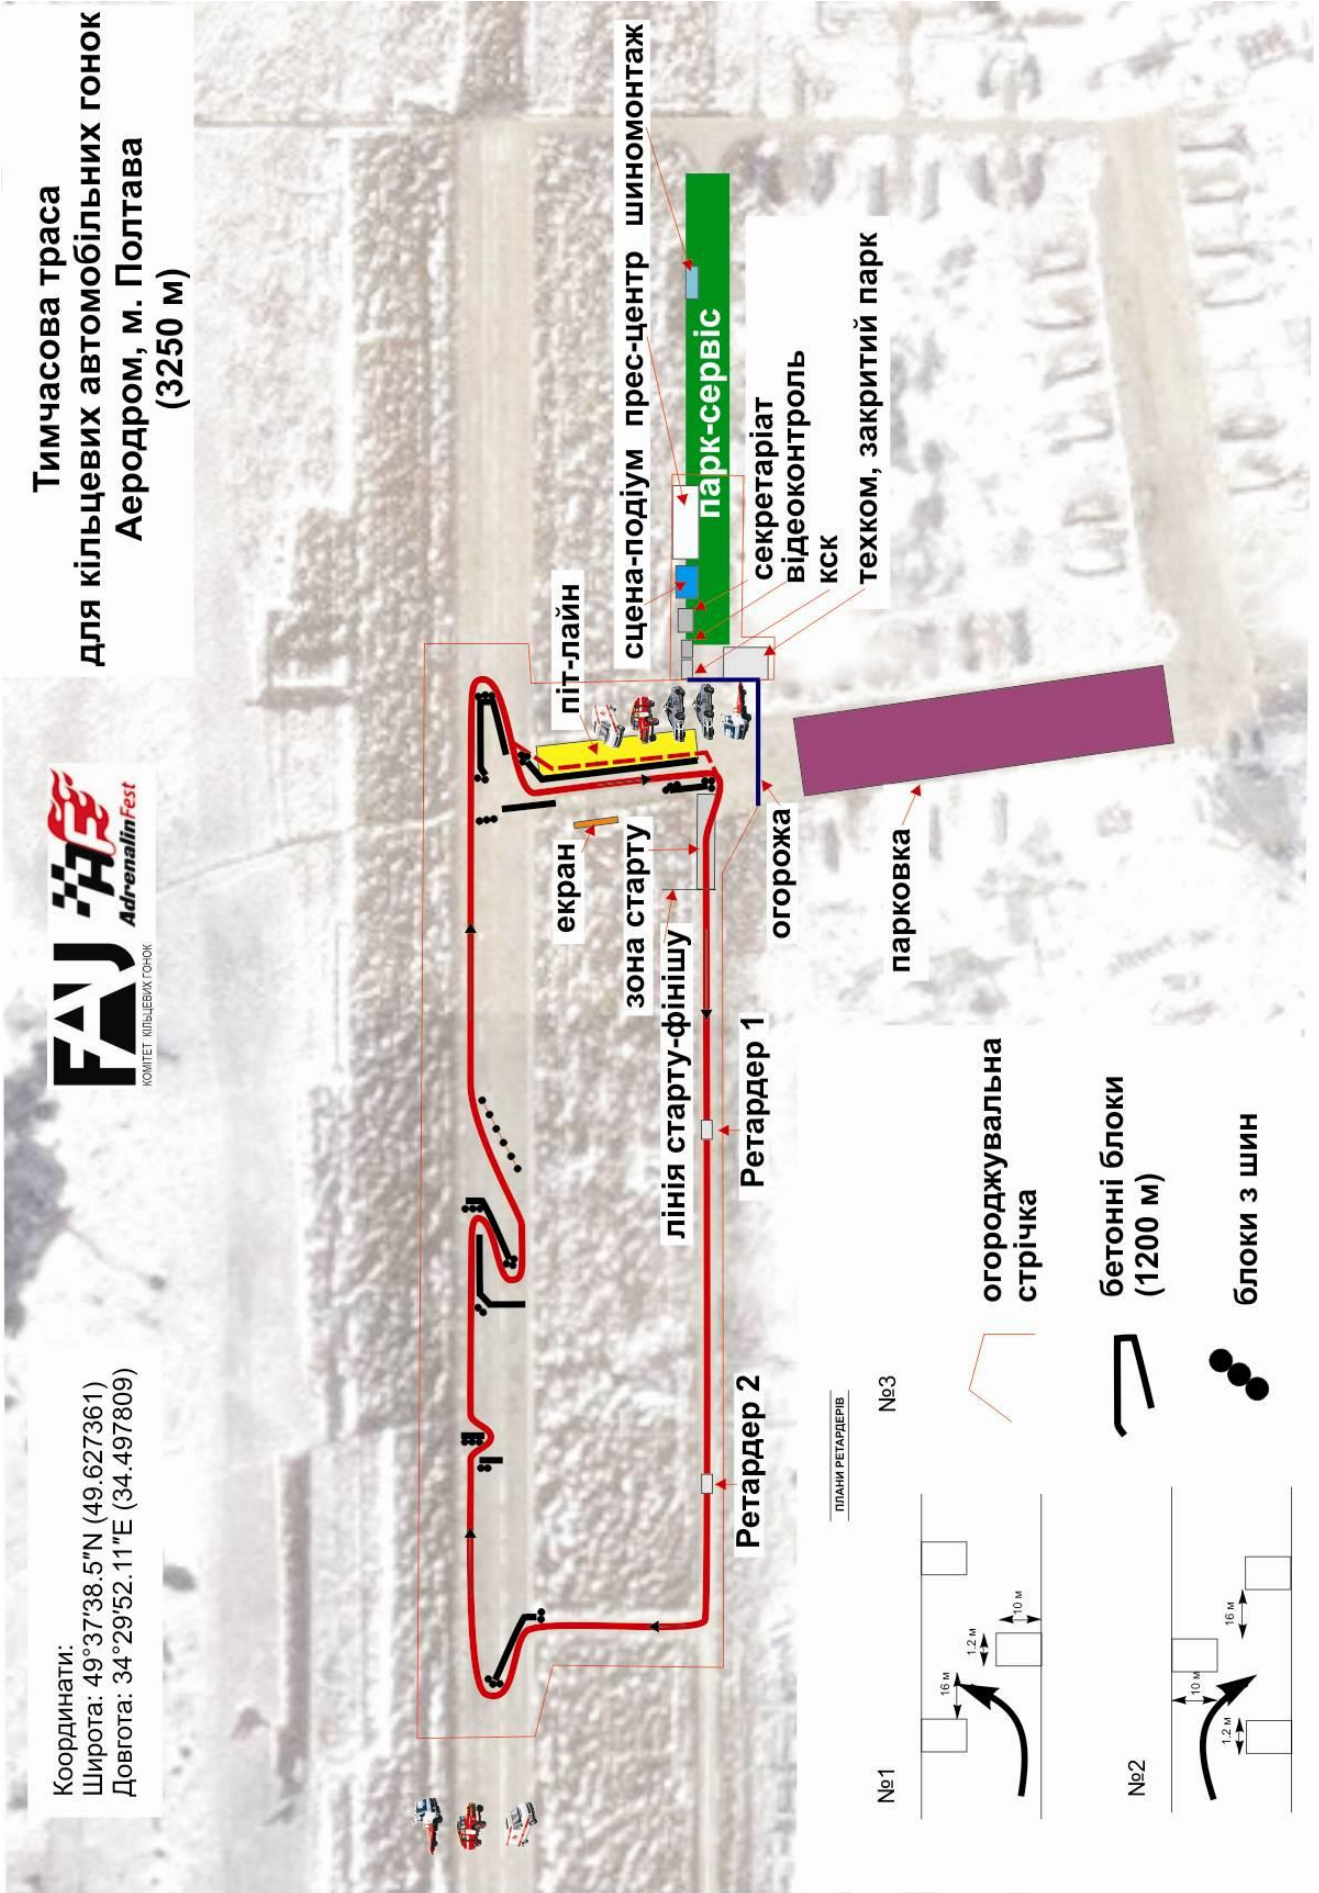 Тимчасова траса
для кільцевих автомобільних гонок
Аеродром, м. Полтава
(3250 м)
FAU
КОМІТЕТ КІЛЬЦЕВИХ ГОНОК
AF
AdrenalinFest
Координати:
Широта: 49°37'38.5"N (49.627361)
Довгота: 34°29'52.11"E (34.497809)
піт-лайн
екран
зона старту
лінія старту-фінішу
сцена-подіум
прес-центр
шиномонтаж
парк-сервіс
секретаріат
відеоконтроль
кск
техком, закритий парк
огорожа
парковка
Ретардер 2
Ретардер 1
ПЛАНИ РЕТАРДЕРІВ
№1
16 м
1.2 м
10 м
№3
№2
1.2 м
10 м
16 м
огороджувальна
стрічка
бетонні блоки
(1200 м)
блоки з шин